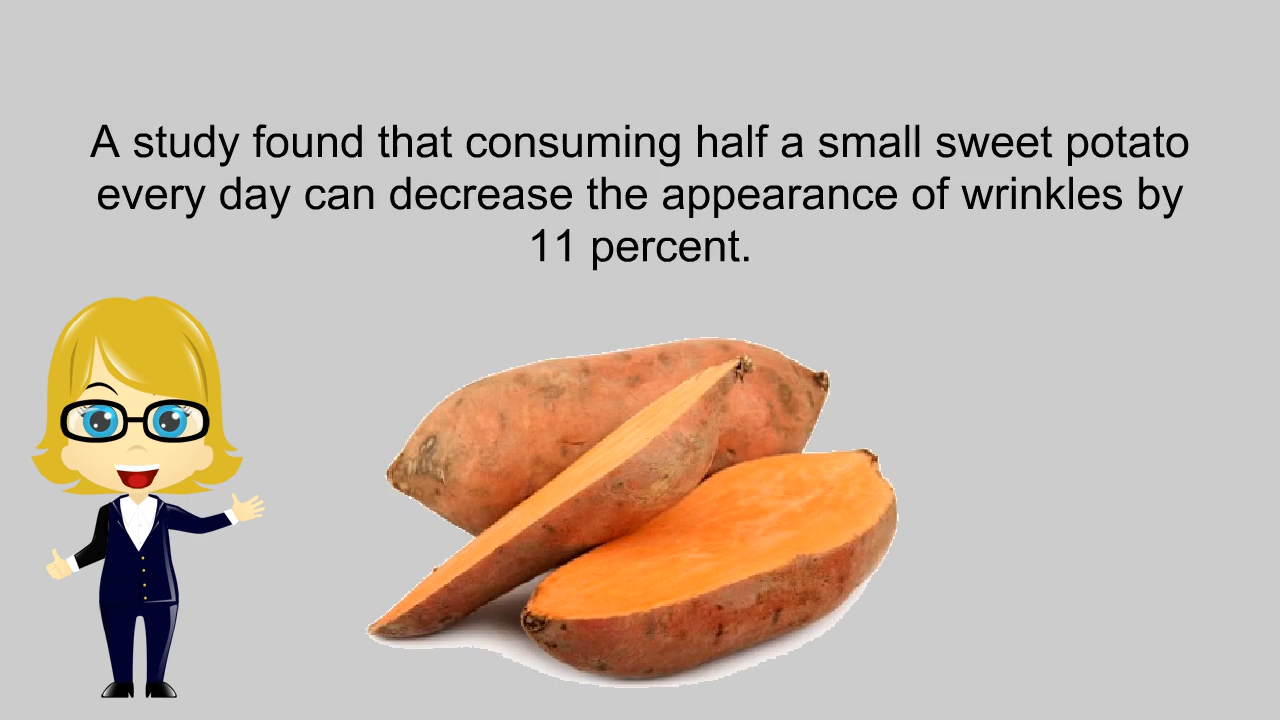 A study found that consuming half a small sweet potato
every day can decrease the appearance of wrinkles by
11 percent.